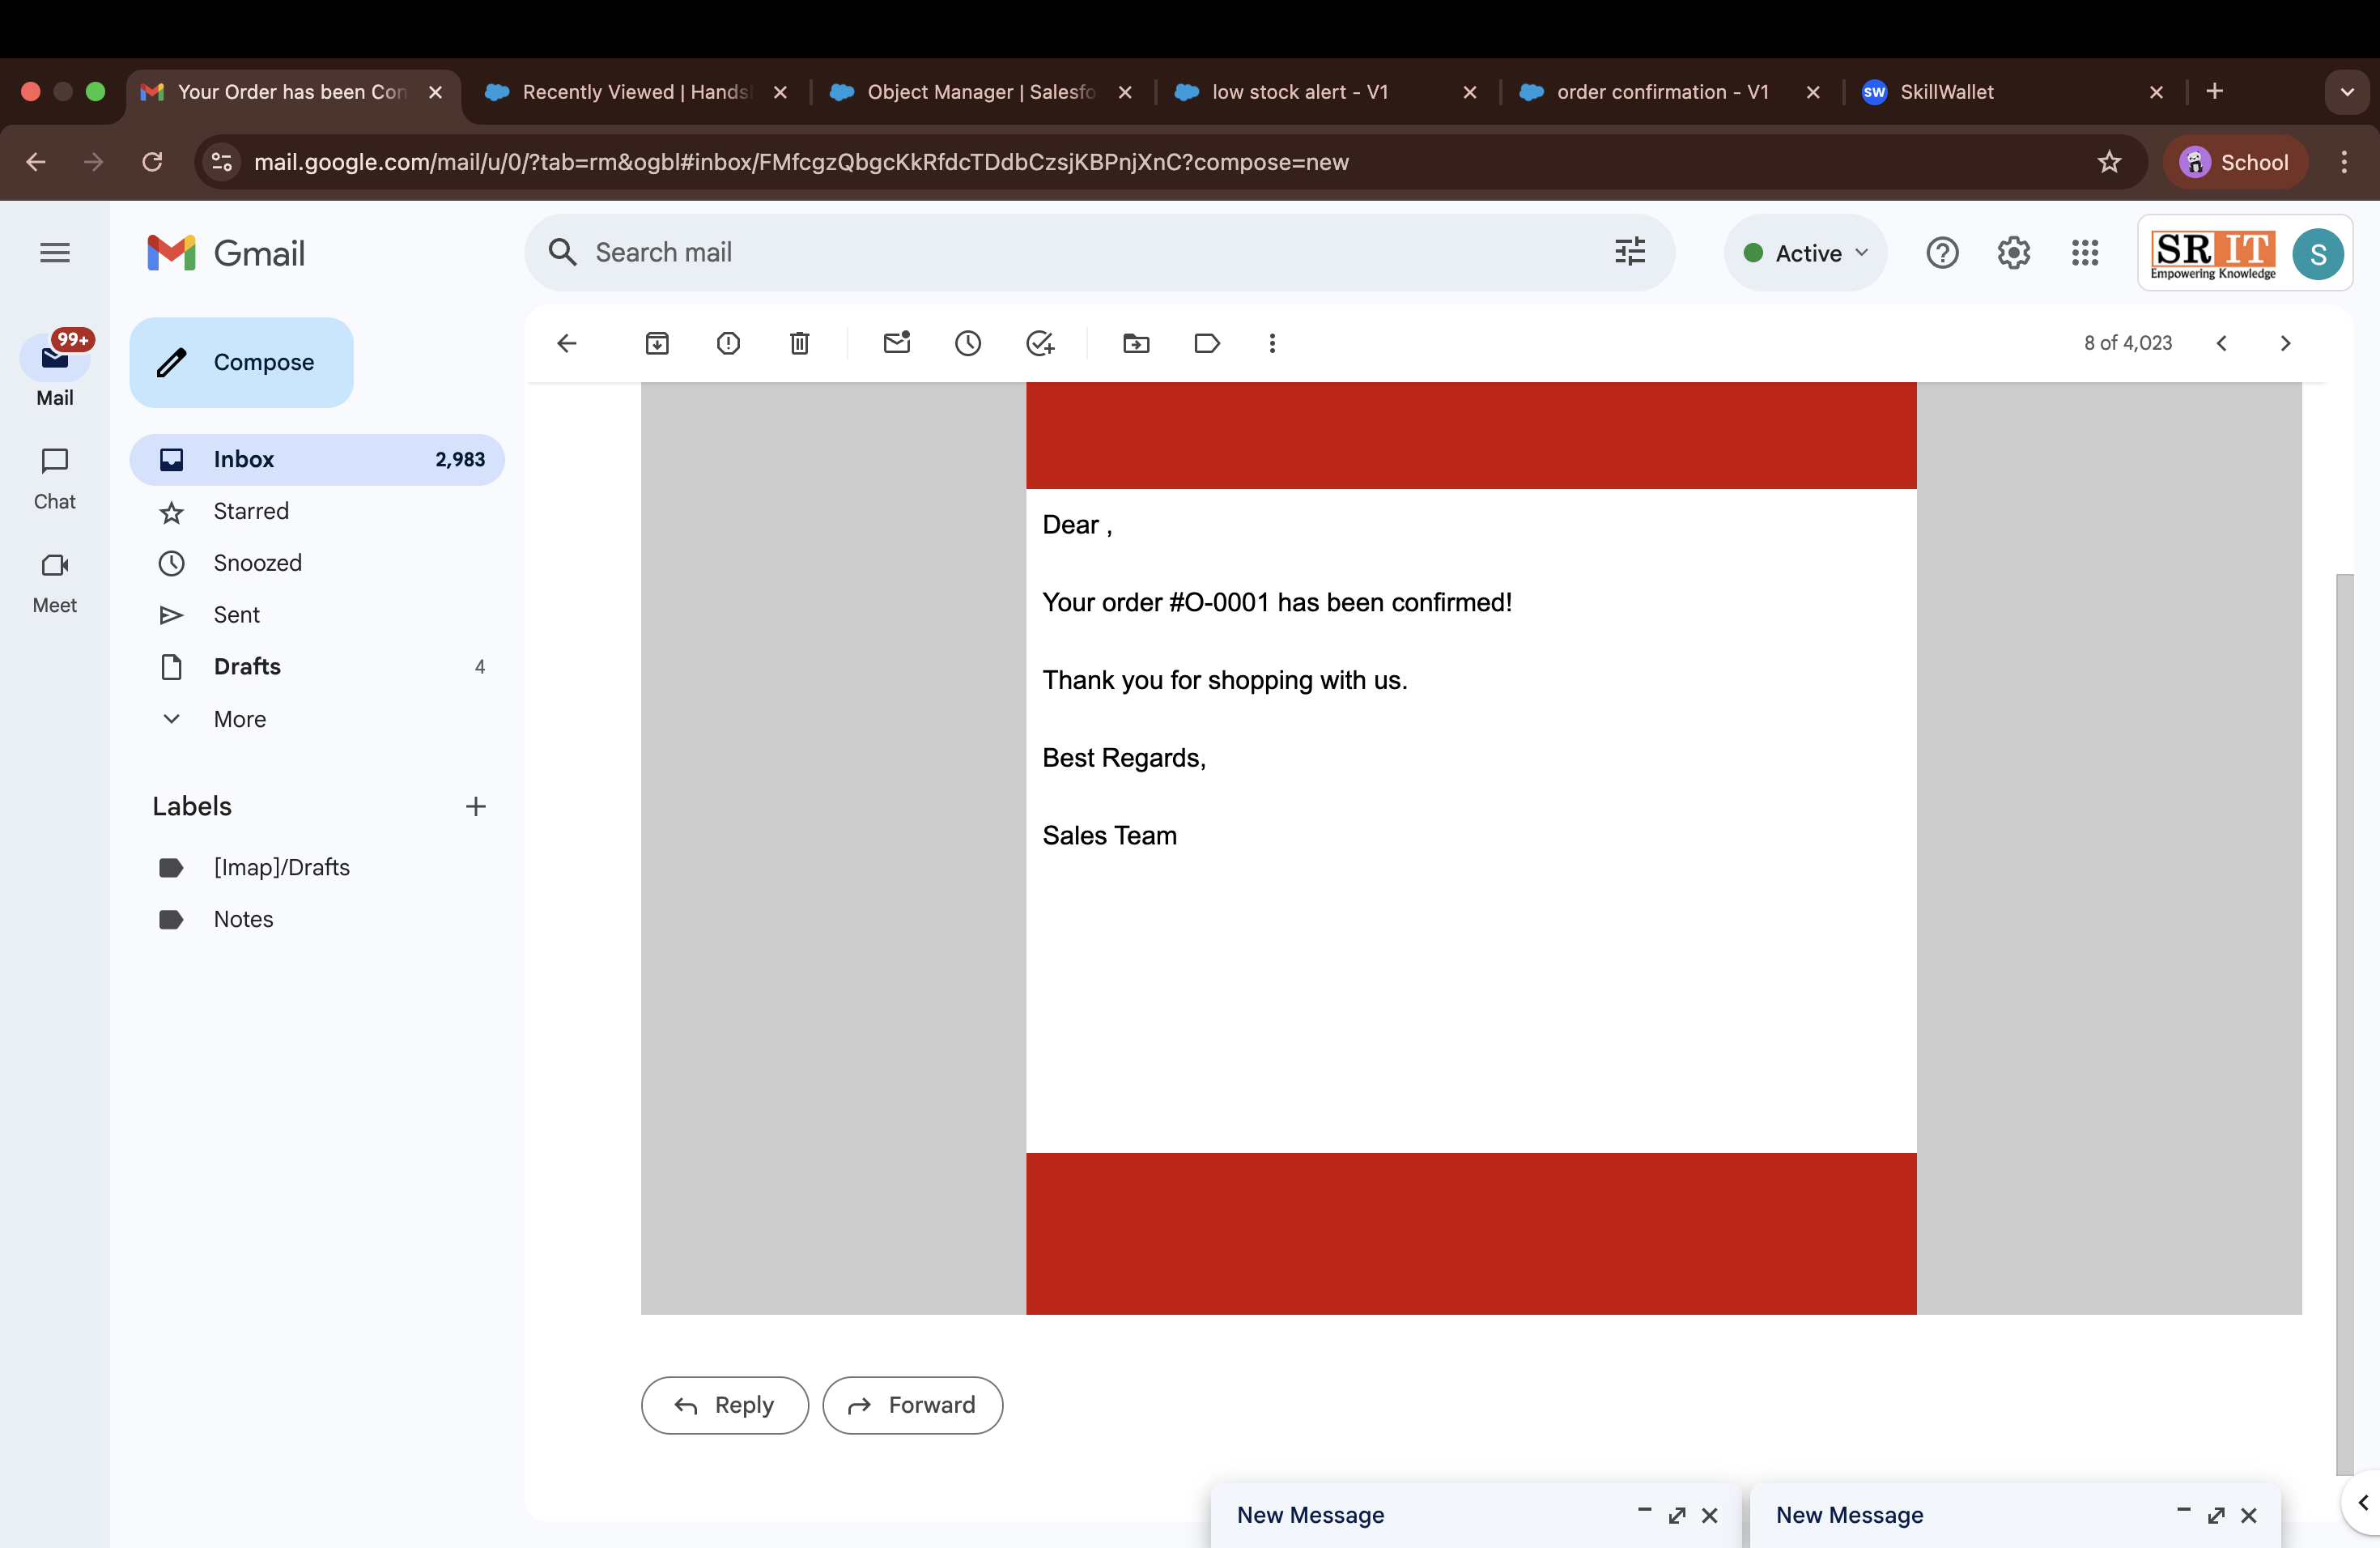 Your Order has been Con
Recently Viewed | Hands
Object Manager | Salesfo
low stock alert - V1
order confirmation - V1
SW SkillWallet
mail.google.com/mail/u/0/?tab=rm&ogbl#inbox/FMfcgzQbgcKkRfdcTDdbCzsjKBPnjXnC?compose=new
School
Gmail
Search mail
Active
SRIT
Empowering Knowledge
S
99+
Mail
Chat
Meet
Compose
8 of 4,023
Inbox 2,983
Starred
Snoozed
Sent
Drafts 4
More
Labels
[Imap]/Drafts
Notes
Dear ,
Your order #O-0001 has been confirmed!
Thank you for shopping with us.
Best Regards,
Sales Team
Reply
Forward
New Message
New Message